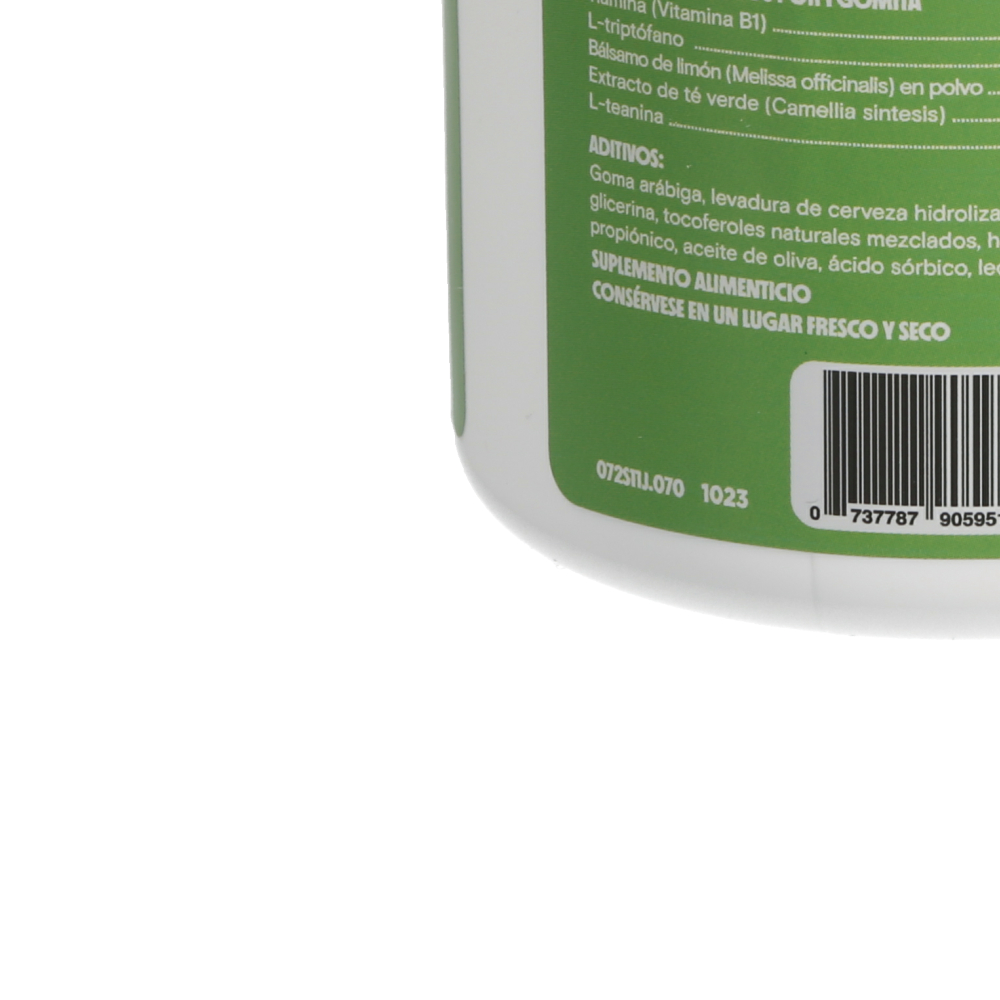 (Vitamina B1)
L-triptófano
Bálsamo de limón (Melissa officinalis) en polvo
Extracto de té verde (Camellia sintesis)
L-teanina
ADITIVOS:
Goma arábiga, levadura de cerveza
glicerina, tocoferoles naturales mezclados,
propiónico, aceite de oliva, ácido sórbico,
SUPLEMENTO ALIMENTICIO
CONSÉRVESE EN UN LUGAR FRESCO Y SECO
072STIJ.070 1023
0 737787 90595